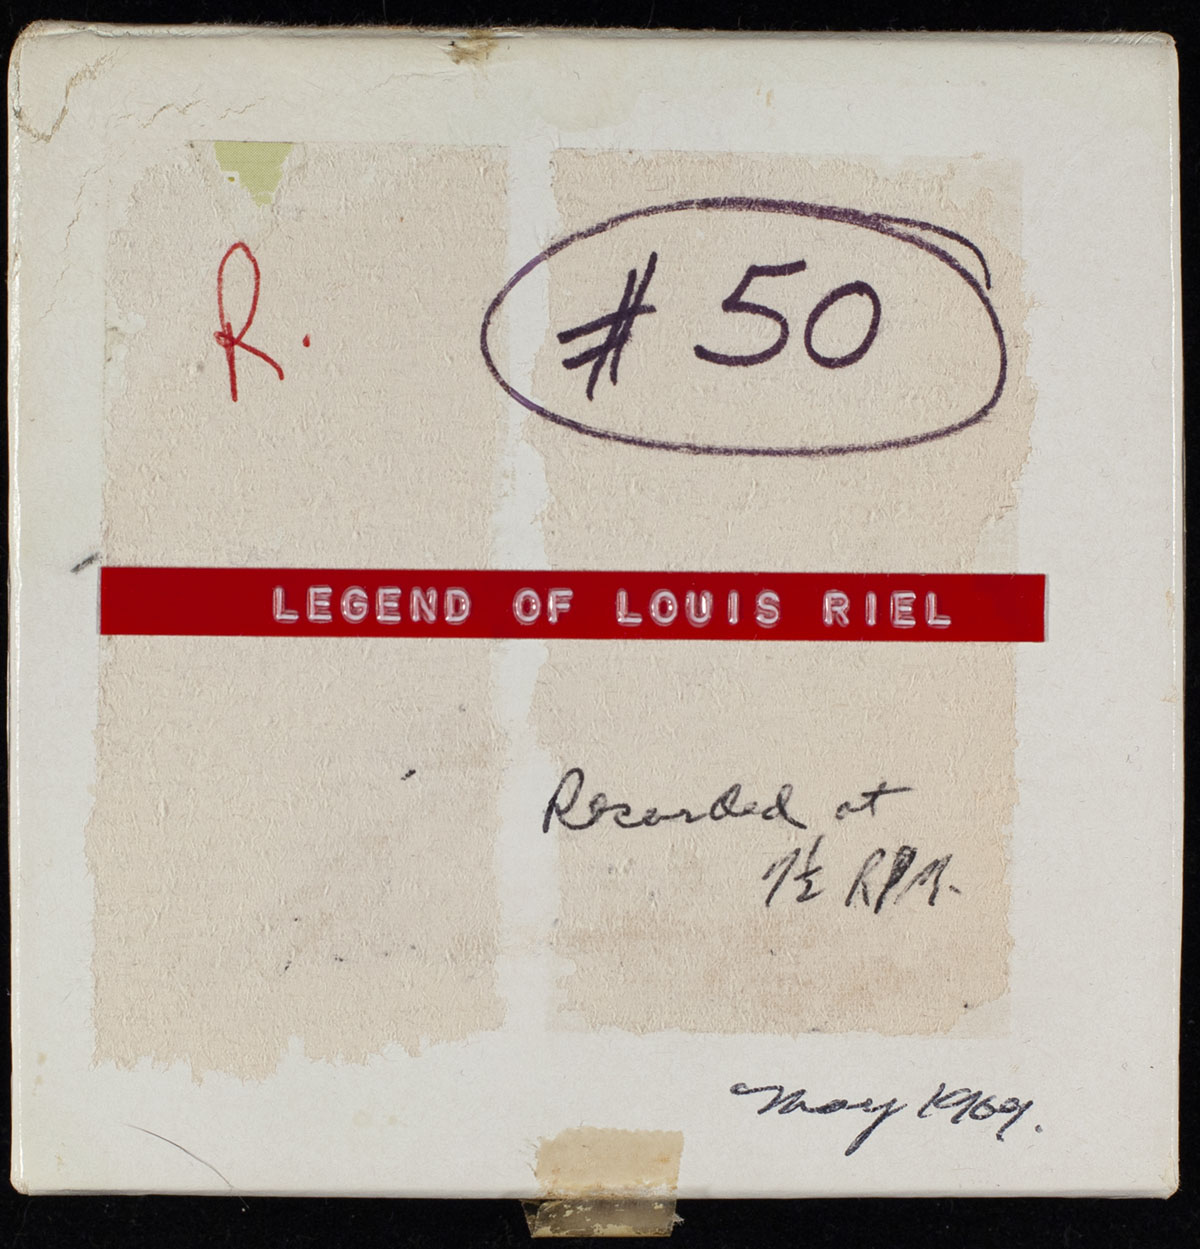 R.
# 50
LEGEND OF LOUIS RIEL
Recorded at
7½ RPM.
May 1969.